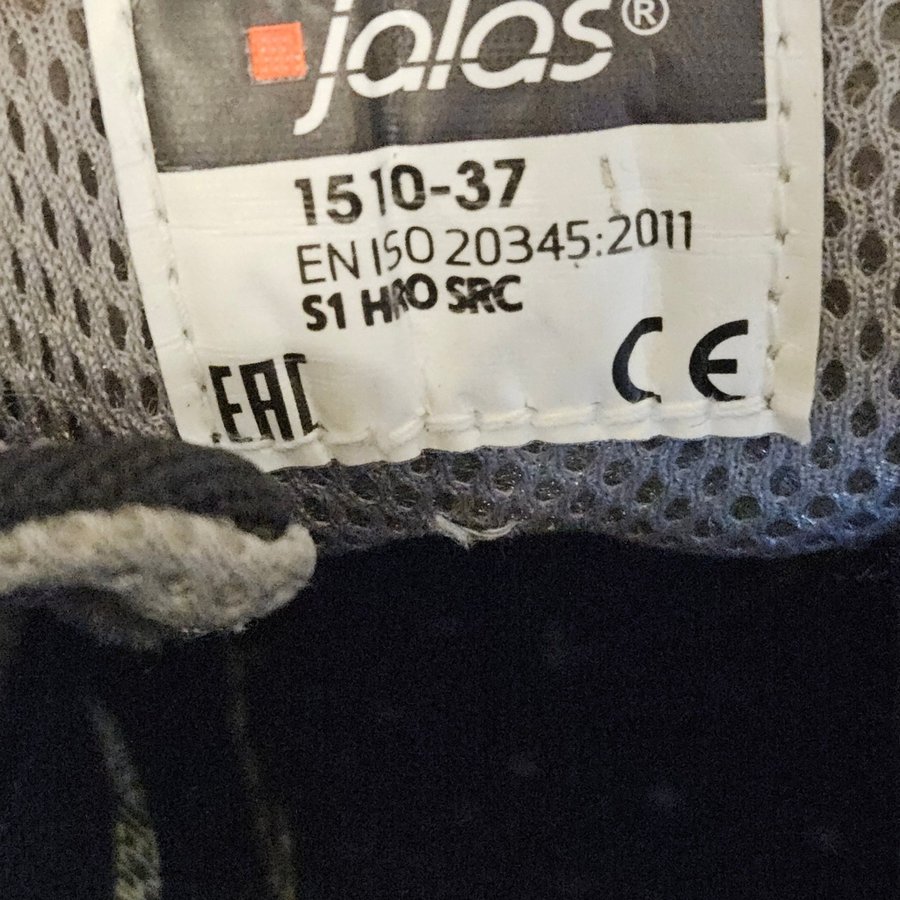 jalas®
1510-37
EN ISO 20345:2011
S1 HRO SRC
EAC CE